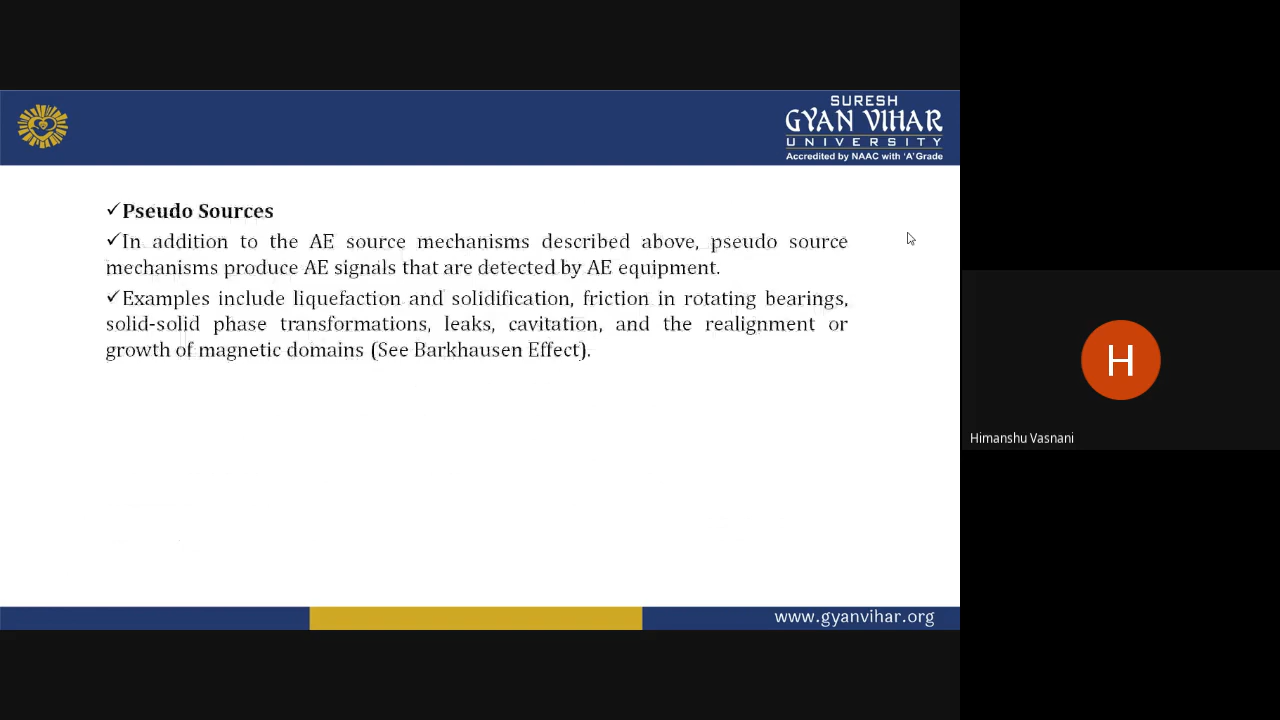 SURESH
GYAN VIHAR
UNIVERSITY
Accredited by NAAC with 'A' Grade
✓Pseudo Sources
✓In addition to the AE source mechanisms described above, pseudo source
mechanisms produce AE signals that are detected by AE equipment.
✓Examples include liquefaction and solidification, friction in rotating bearings,
solid-solid phase transformations, leaks, cavitation, and the realignment or
growth of magnetic domains (See Barkhausen Effect).
H
Himanshu Vasnani
www.gyanvihar.org